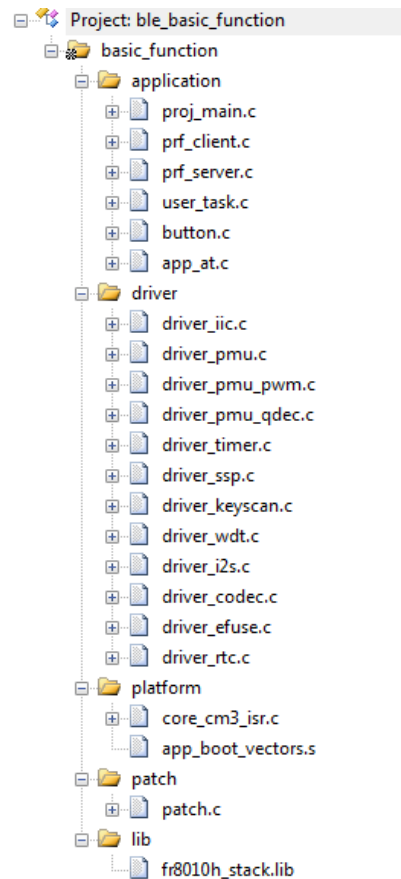 Project: ble_basic_function
basic_function
application
proj_main.c
prf_client.c
prf_server.c
user_task.c
button.c
app_at.c
driver
driver_iic.c
driver_pmu.c
driver_pmu_pwm.c
driver_pmu_qdec.c
driver_timer.c
driver_ssp.c
driver_keyscan.c
driver_wdt.c
driver_i2s.c
driver_codec.c
driver_efuse.c
driver_rtc.c
platform
core_cm3_isr.c
app_boot_vectors.s
patch
patch.c
lib
fr8010h_stack.lib